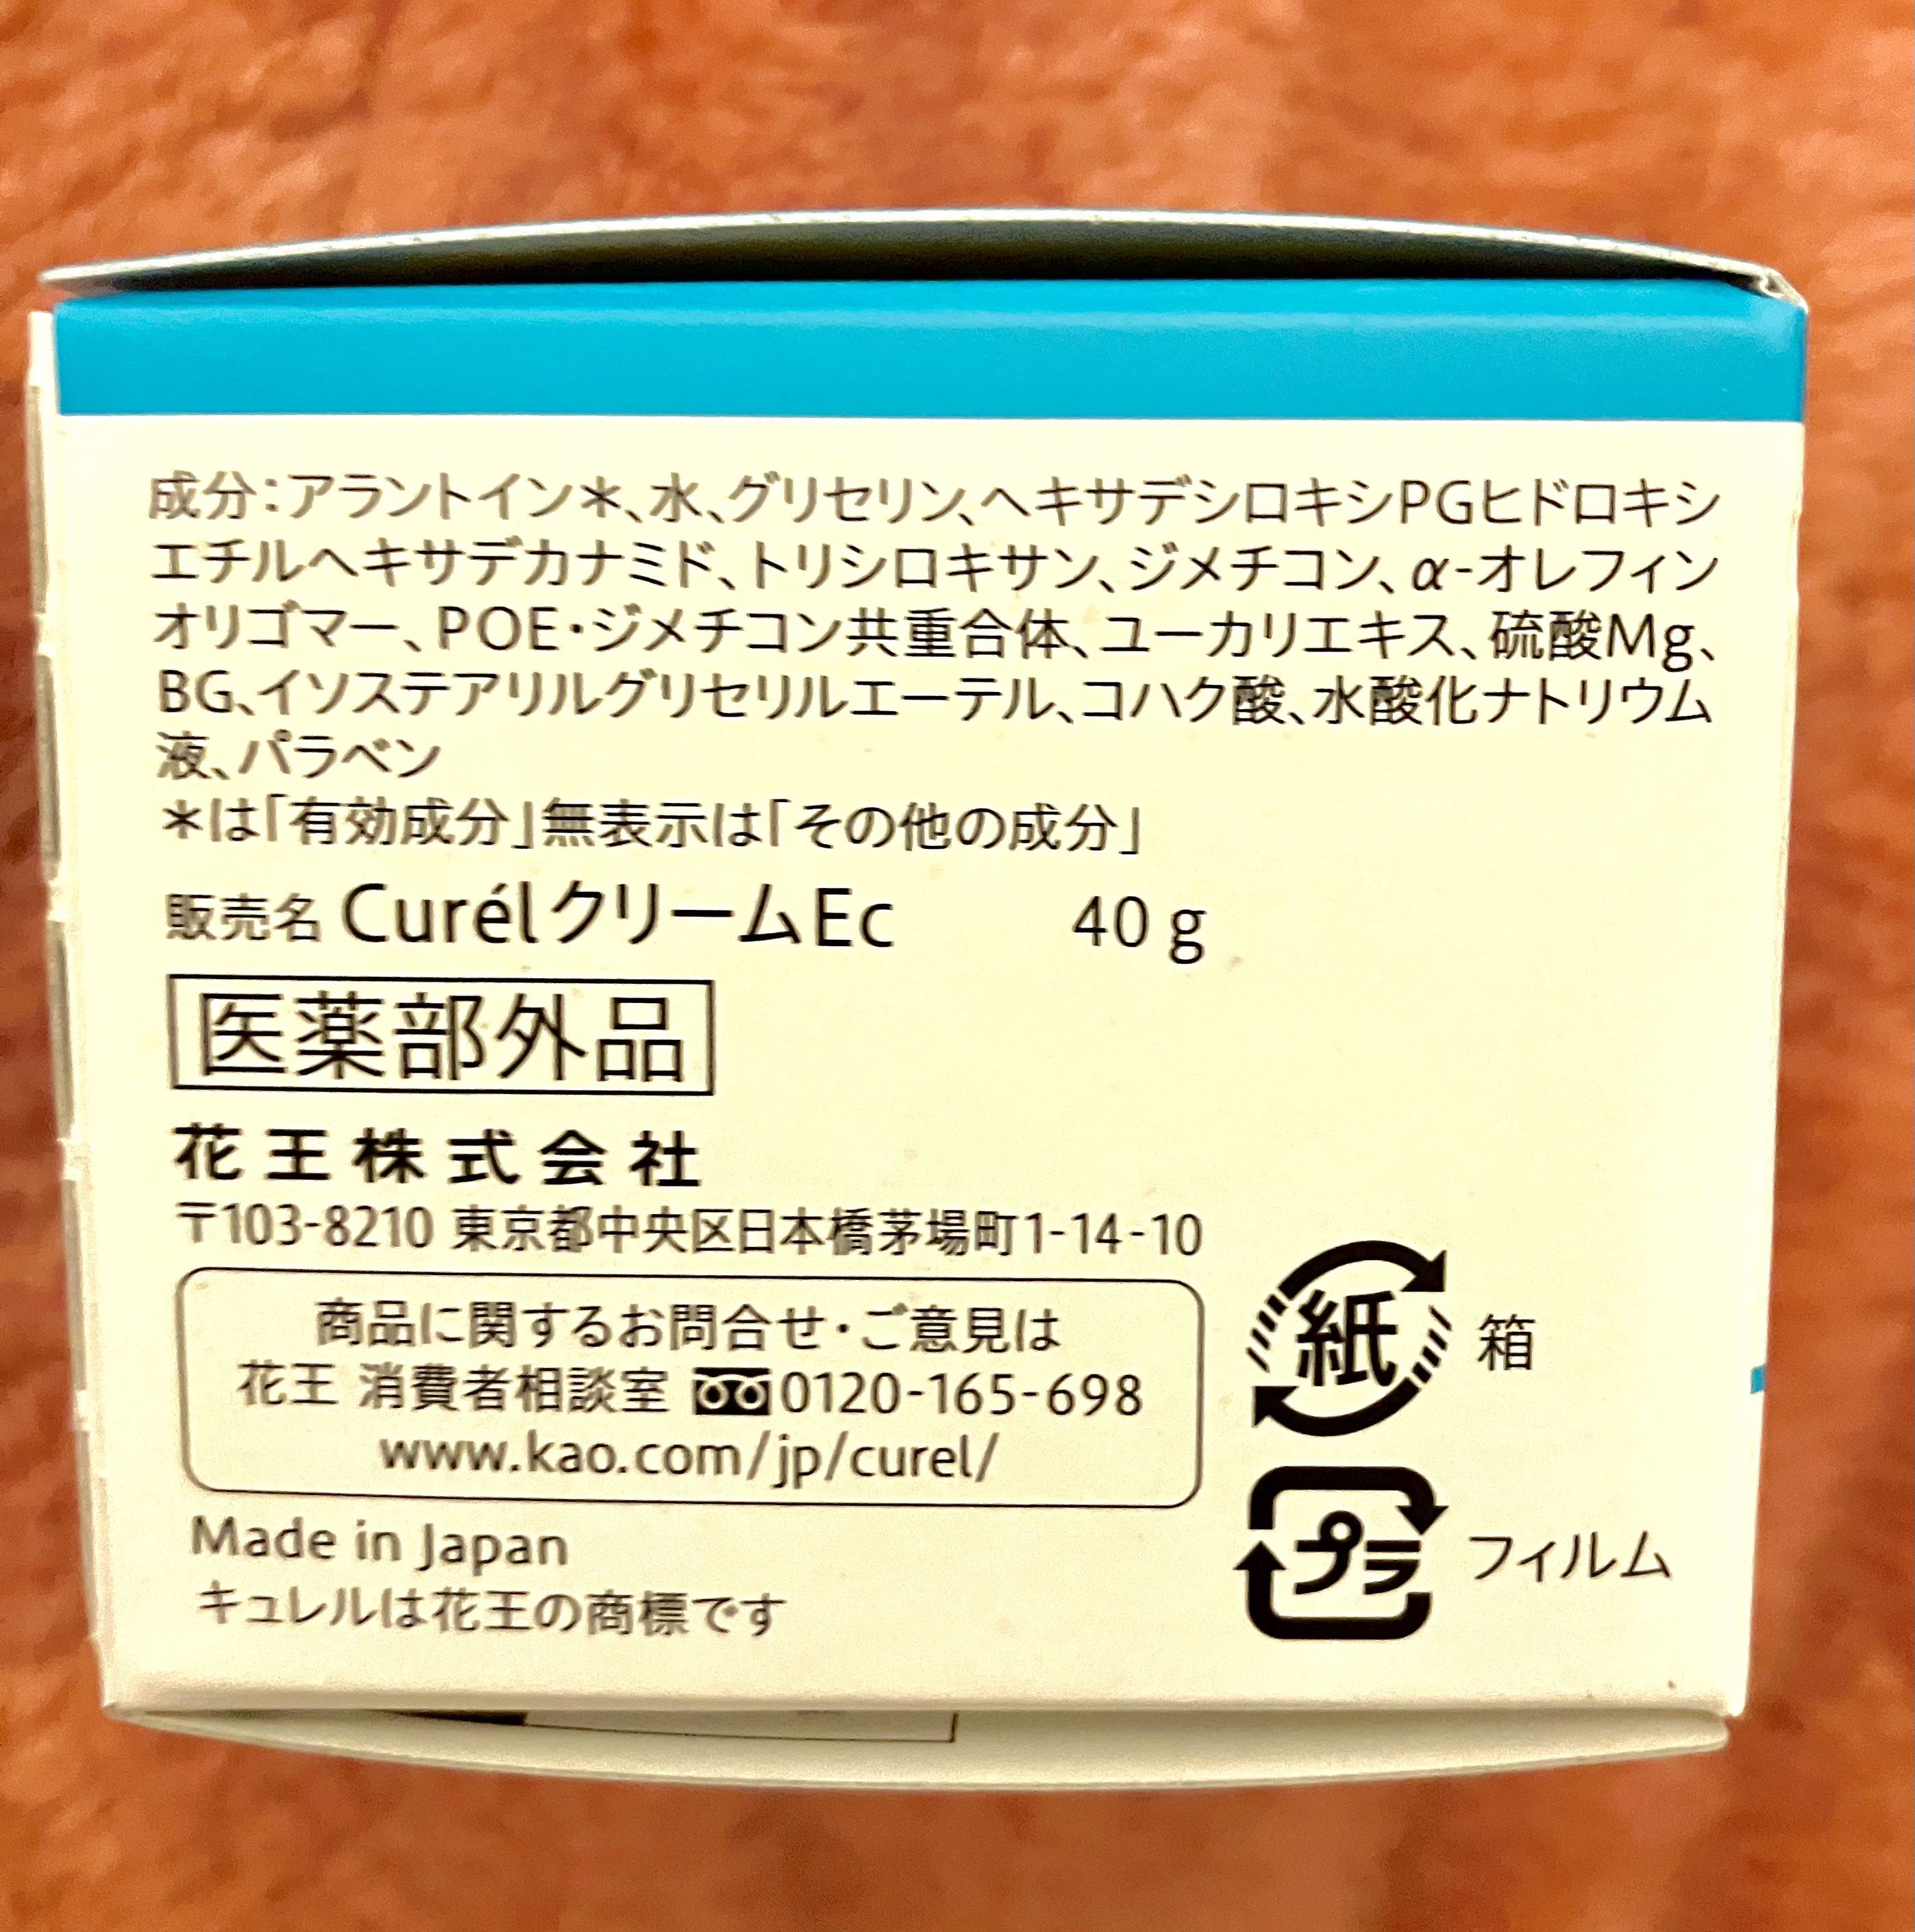 成分：アラントイン＊、水、グリセリン、ヘキサデシロキシPGヒドロキシ
エチルヘキサデカナミド、トリシロキサン、ジメチコン、α-オレフィン
オリゴマー、POE・ジメチコン共重合体、ユーカリエキス、硫酸Mg、
BG、イソステアリルグリセリルエーテル、コハク酸、水酸化ナトリウム
液、パラベン
＊は「有効成分」無表示は「その他の成分」
販売名 CurélクリームEc 40 g
医薬部外品
花王株式会社
〒103-8210 東京都中央区日本橋茅場町1-14-10
商品に関するお問合せ・ご意見は
花王 消費者相談室 0120-165-698
www.kao.com/jp/curel/
紙 箱
プラ フィルム
Made in Japan
キュレルは花王の商標です